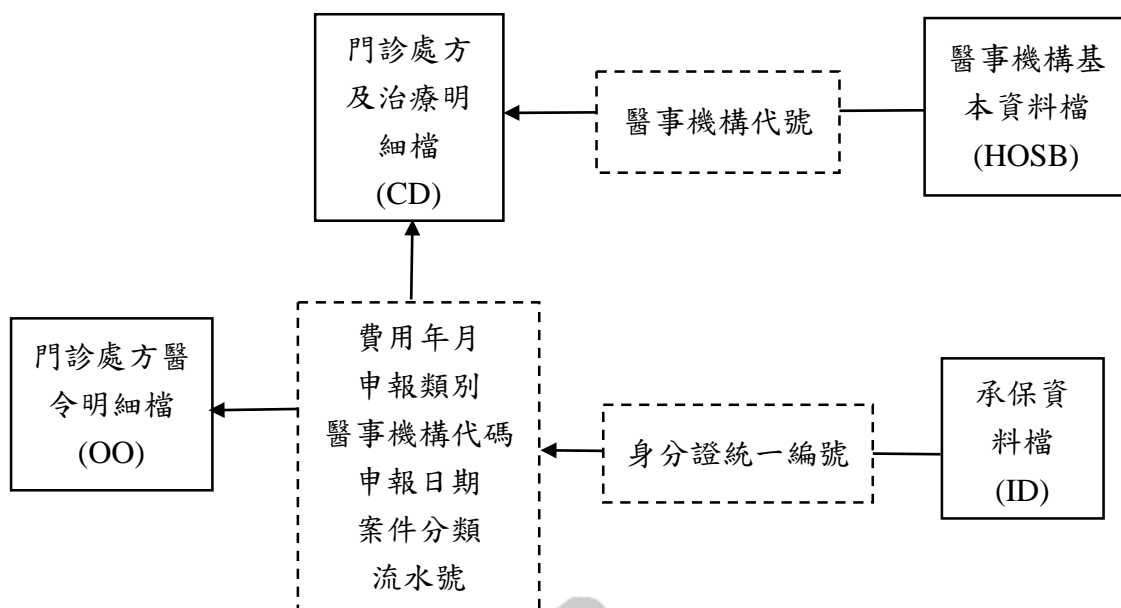 門診處方
及治療明
細檔
(CD)
醫事機構代號
醫事機構基
本資料檔
(HOSB)
門診處方醫
令明細檔
(OO)
費用年月
申報類別
醫事機構代碼
申報日期
案件分類
流水號
身分證統一編號
承保資
料檔
(ID)